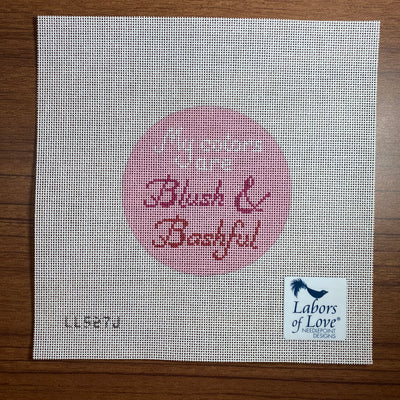 My colors
are
Blush &
Bashful
LL527J
Labors
of Love®
NEEDLEPOINT
DESIGNS